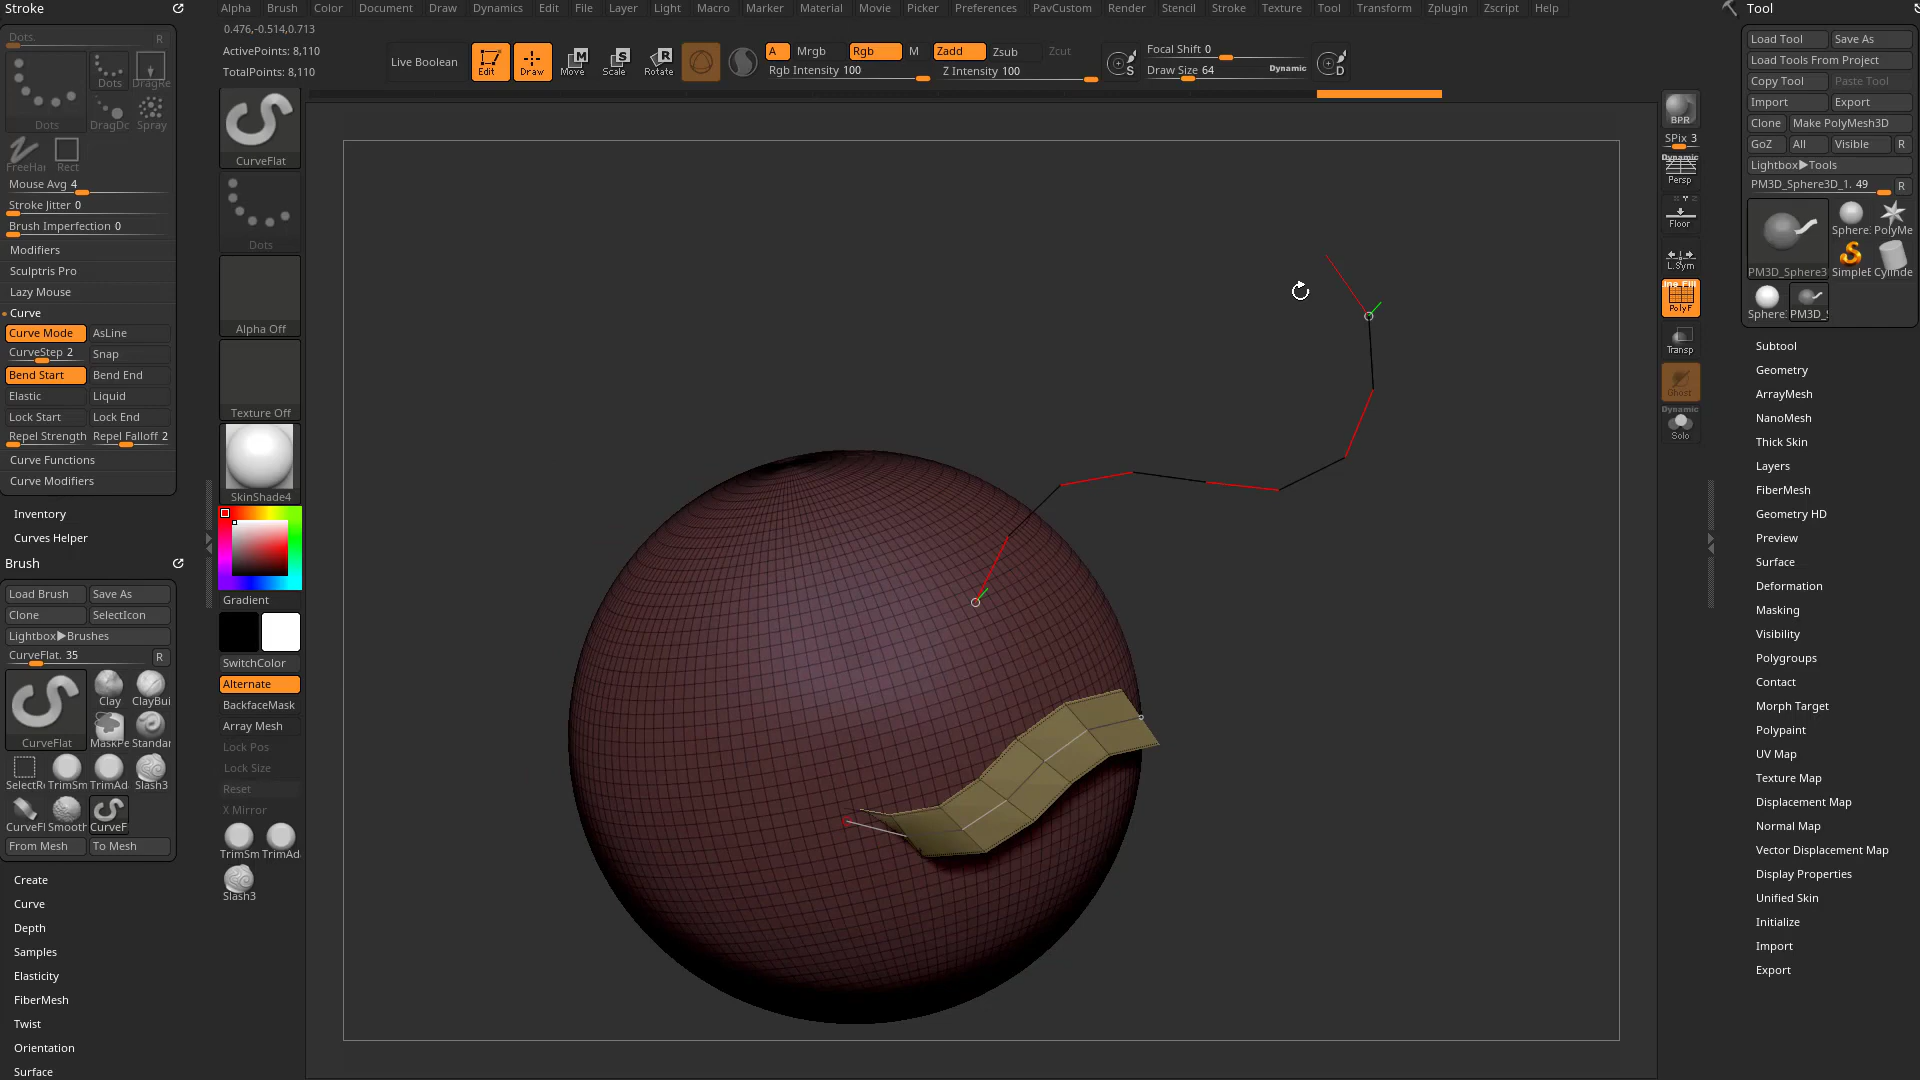 Stroke
Alpha Brush Color Document Draw Dynamics Edit File Layer Light Macro Marker Material Movie Picker Preferences PavCustom Render Stencil Stroke Texture Tool Transform Zplugin Zscript Help
Tool
0.476,-0.514,0.713
ActivePoints: 8,110
TotalPoints: 8,110
Live Boolean
Edit
Draw
Move
Scale
Rotate
A Mrgb Rgb M Zadd Zsub Zcut
Rgb Intensity 100
Z Intensity 100
Focal Shift 0
Draw Size 64
Dynamic
Dots.
R
Dots
Dots DragRe
DragDc Spray
FreeHai Rect
Mouse Avg 4
Stroke Jitter 0
Brush Imperfection 0
Modifiers
Sculptris Pro
Lazy Mouse
Curve
Curve Mode AsLine
CurveStep 2 Snap
Bend Start Bend End
Elastic Liquid
Lock Start Lock End
Repel Strength Repel Falloff 2
Curve Functions
Curve Modifiers
Inventory
Curves Helper
Brush
Load Brush Save As
Clone SelectIcon
Lightbox▶Brushes
CurveFlat. 35 R
Clay ClayBui
CurveFlat MaskPe Standar
SelectRe TrimSm TrimAd Slash3
CurveFl Smooth CurveF
From Mesh To Mesh
Create
Curve
Depth
Samples
Elasticity
FiberMesh
Twist
Orientation
Surface
CurveFlat
Dots
Alpha Off
Texture Off
SkinShade4
Gradient
SwitchColor
Alternate
BackfaceMask
Array Mesh
Lock Pos
Lock Size
Reset
X Mirror
TrimSm TrimAd
Slash3
BPR
SPix 3
Dynamic
Persp
Floor
L.Sym
Line Fill
PolyF
Transp
Ghost
Dynamic
Solo
Load Tool Save As
Load Tools From Project
Copy Tool Paste Tool
Import Export
Clone Make PolyMesh3D
GoZ All Visible R
Lightbox▶Tools
PM3D_Sphere3D_1. 49 R
Sphere: PolyMe
PM3D_Sphere3 SimpleE Cylinde
Sphere: PM3D_S
Subtool
Geometry
ArrayMesh
NanoMesh
Thick Skin
Layers
FiberMesh
Geometry HD
Preview
Surface
Deformation
Masking
Visibility
Polygroups
Contact
Morph Target
Polypaint
UV Map
Texture Map
Displacement Map
Normal Map
Vector Displacement Map
Display Properties
Unified Skin
Initialize
Import
Export